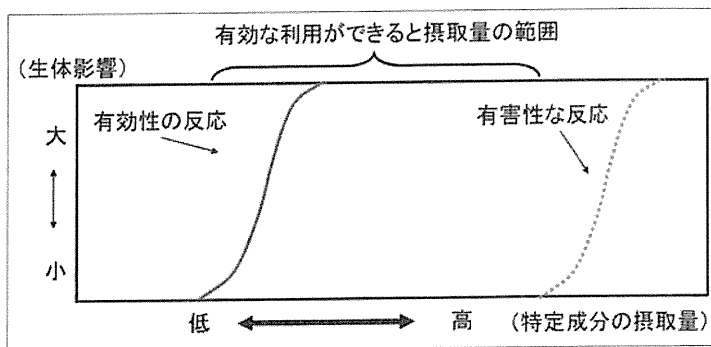 有効な利用ができると摂取量の範囲
(生体影響)
有効性の反応
有害性な反応
大
小
低
高
(特定成分の摂取量)